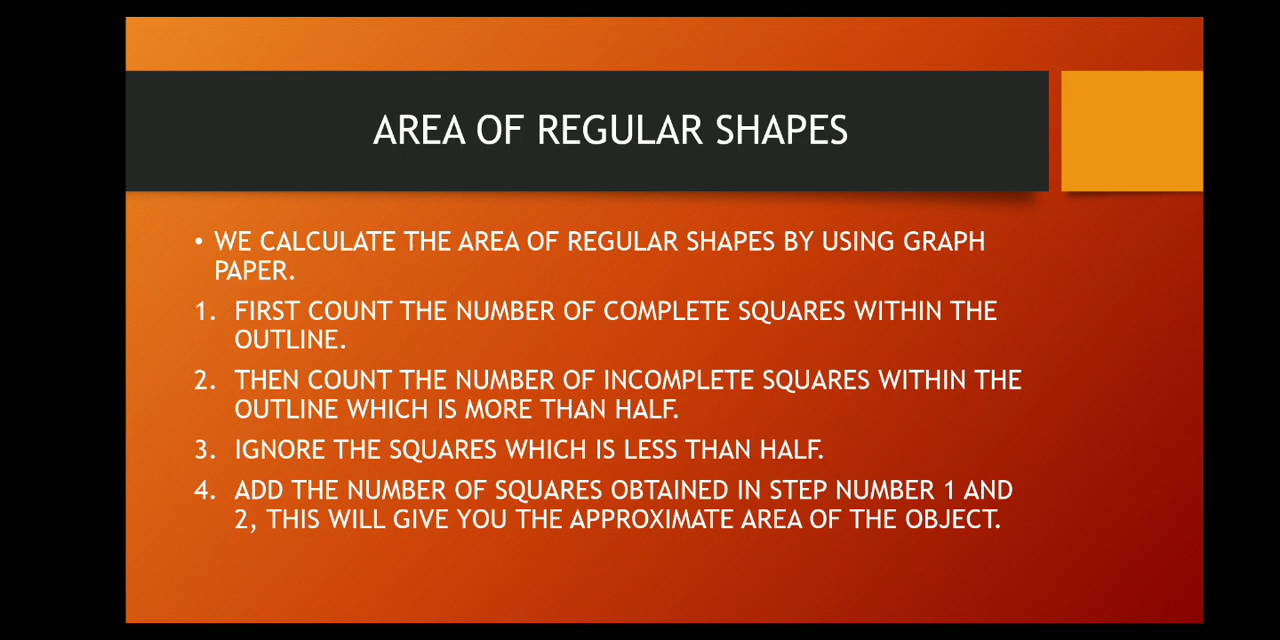 AREA OF REGULAR SHAPES
• WE CALCULATE THE AREA OF REGULAR SHAPES BY USING GRAPH
PAPER.
1. FIRST COUNT THE NUMBER OF COMPLETE SQUARES WITHIN THE
OUTLINE.
2. THEN COUNT THE NUMBER OF INCOMPLETE SQUARES WITHIN THE
OUTLINE WHICH IS MORE THAN HALF.
3. IGNORE THE SQUARES WHICH IS LESS THAN HALF.
4. ADD THE NUMBER OF SQUARES OBTAINED IN STEP NUMBER 1 AND
2, THIS WILL GIVE YOU THE APPROXIMATE AREA OF THE OBJECT.